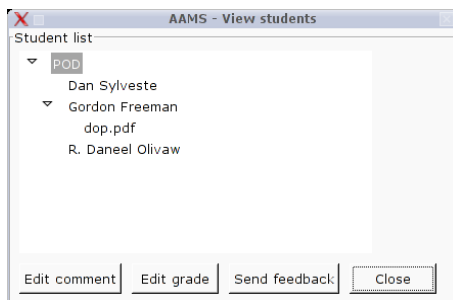 AAMS - View students
Student list
POD
Dan Sylveste
Gordon Freeman
dop.pdf
R. Daneel Olivaw
Edit comment Edit grade Send feedback Close